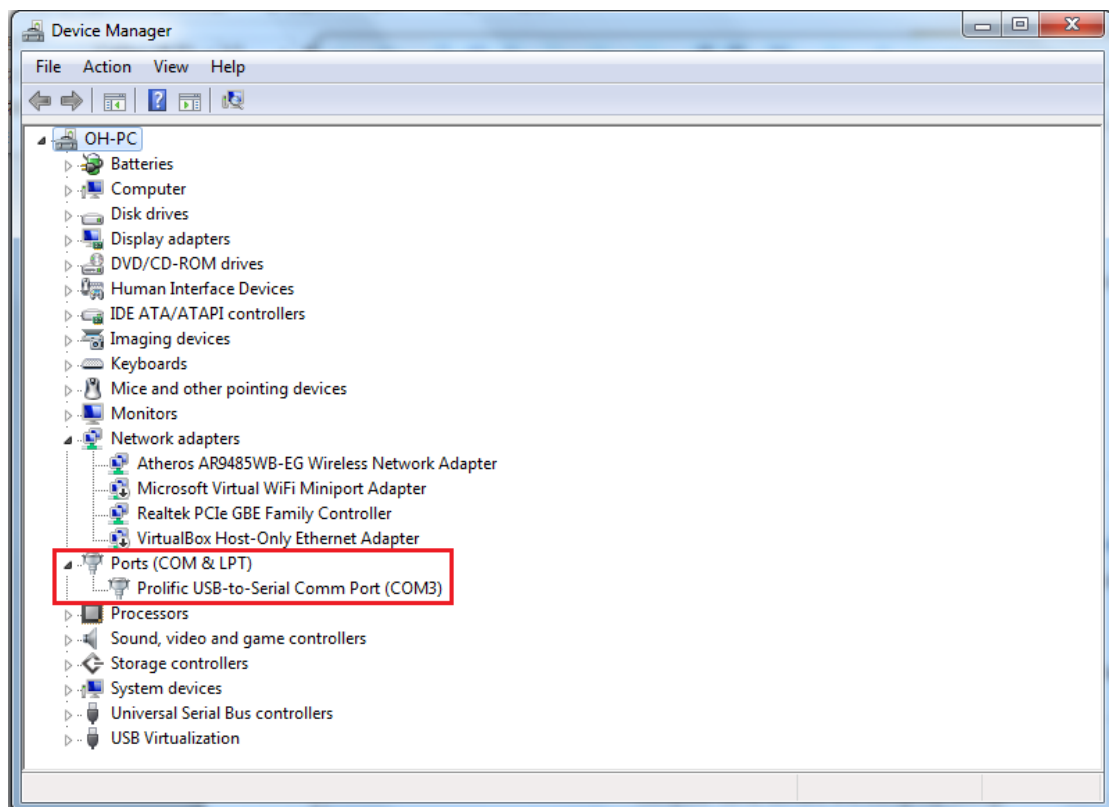 Device Manager
File Action View Help
OH-PC
Batteries
Computer
Disk drives
Display adapters
DVD/CD-ROM drives
Human Interface Devices
IDE ATA/ATAPI controllers
Imaging devices
Keyboards
Mice and other pointing devices
Monitors
Network adapters
Atheros AR9485WB-EG Wireless Network Adapter
Microsoft Virtual WiFi Miniport Adapter
Realtek PCIe GBE Family Controller
VirtualBox Host-Only Ethernet Adapter
Ports (COM & LPT)
Prolific USB-to-Serial Comm Port (COM3)
Processors
Sound, video and game controllers
Storage controllers
System devices
Universal Serial Bus controllers
USB Virtualization